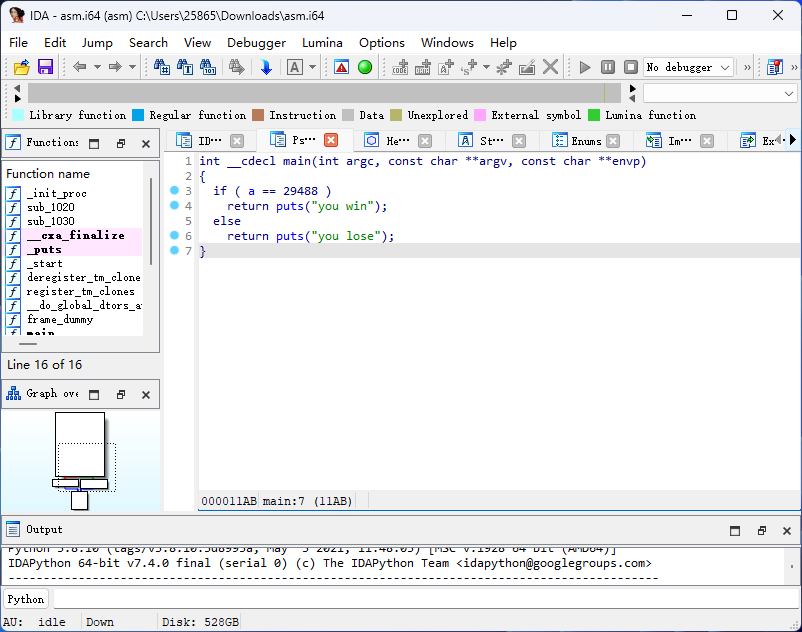 IDA - asm.i64 (asm) C:\Users\25865\Downloads\asm.i64
File Edit Jump Search View Debugger Lumina Options Windows Help
No debugger
Library function Regular function Instruction Data Unexplored External symbol Lumina function
Functions
Function name
_init_proc
sub_1020
sub_1030
__cxa_finalize
_puts
_start
deregister_tm_clone
register_tm_clones
__do_global_dtors_a
frame_dummy
main
Line 16 of 16
Graph ove
ID… Ps… He… St… Enums Im… Ex
1 int __cdecl main(int argc, const char **argv, const char **envp)
2 {
3 if ( a == 29488 )
4 return puts("you win");
5 else
6 return puts("you lose");
7 }
000011AB main:7 (11AB)
Output
Python 3.8.10 (tags/v3.8.10:3d8993a, May 3 2021, 11:48:03) [MSC v.1928 64 bit (AMD64)]
IDAPython 64-bit v7.4.0 final (serial 0) (c) The IDAPython Team <idapython@googlegroups.com>
Python
AU: idle Down Disk: 528GB